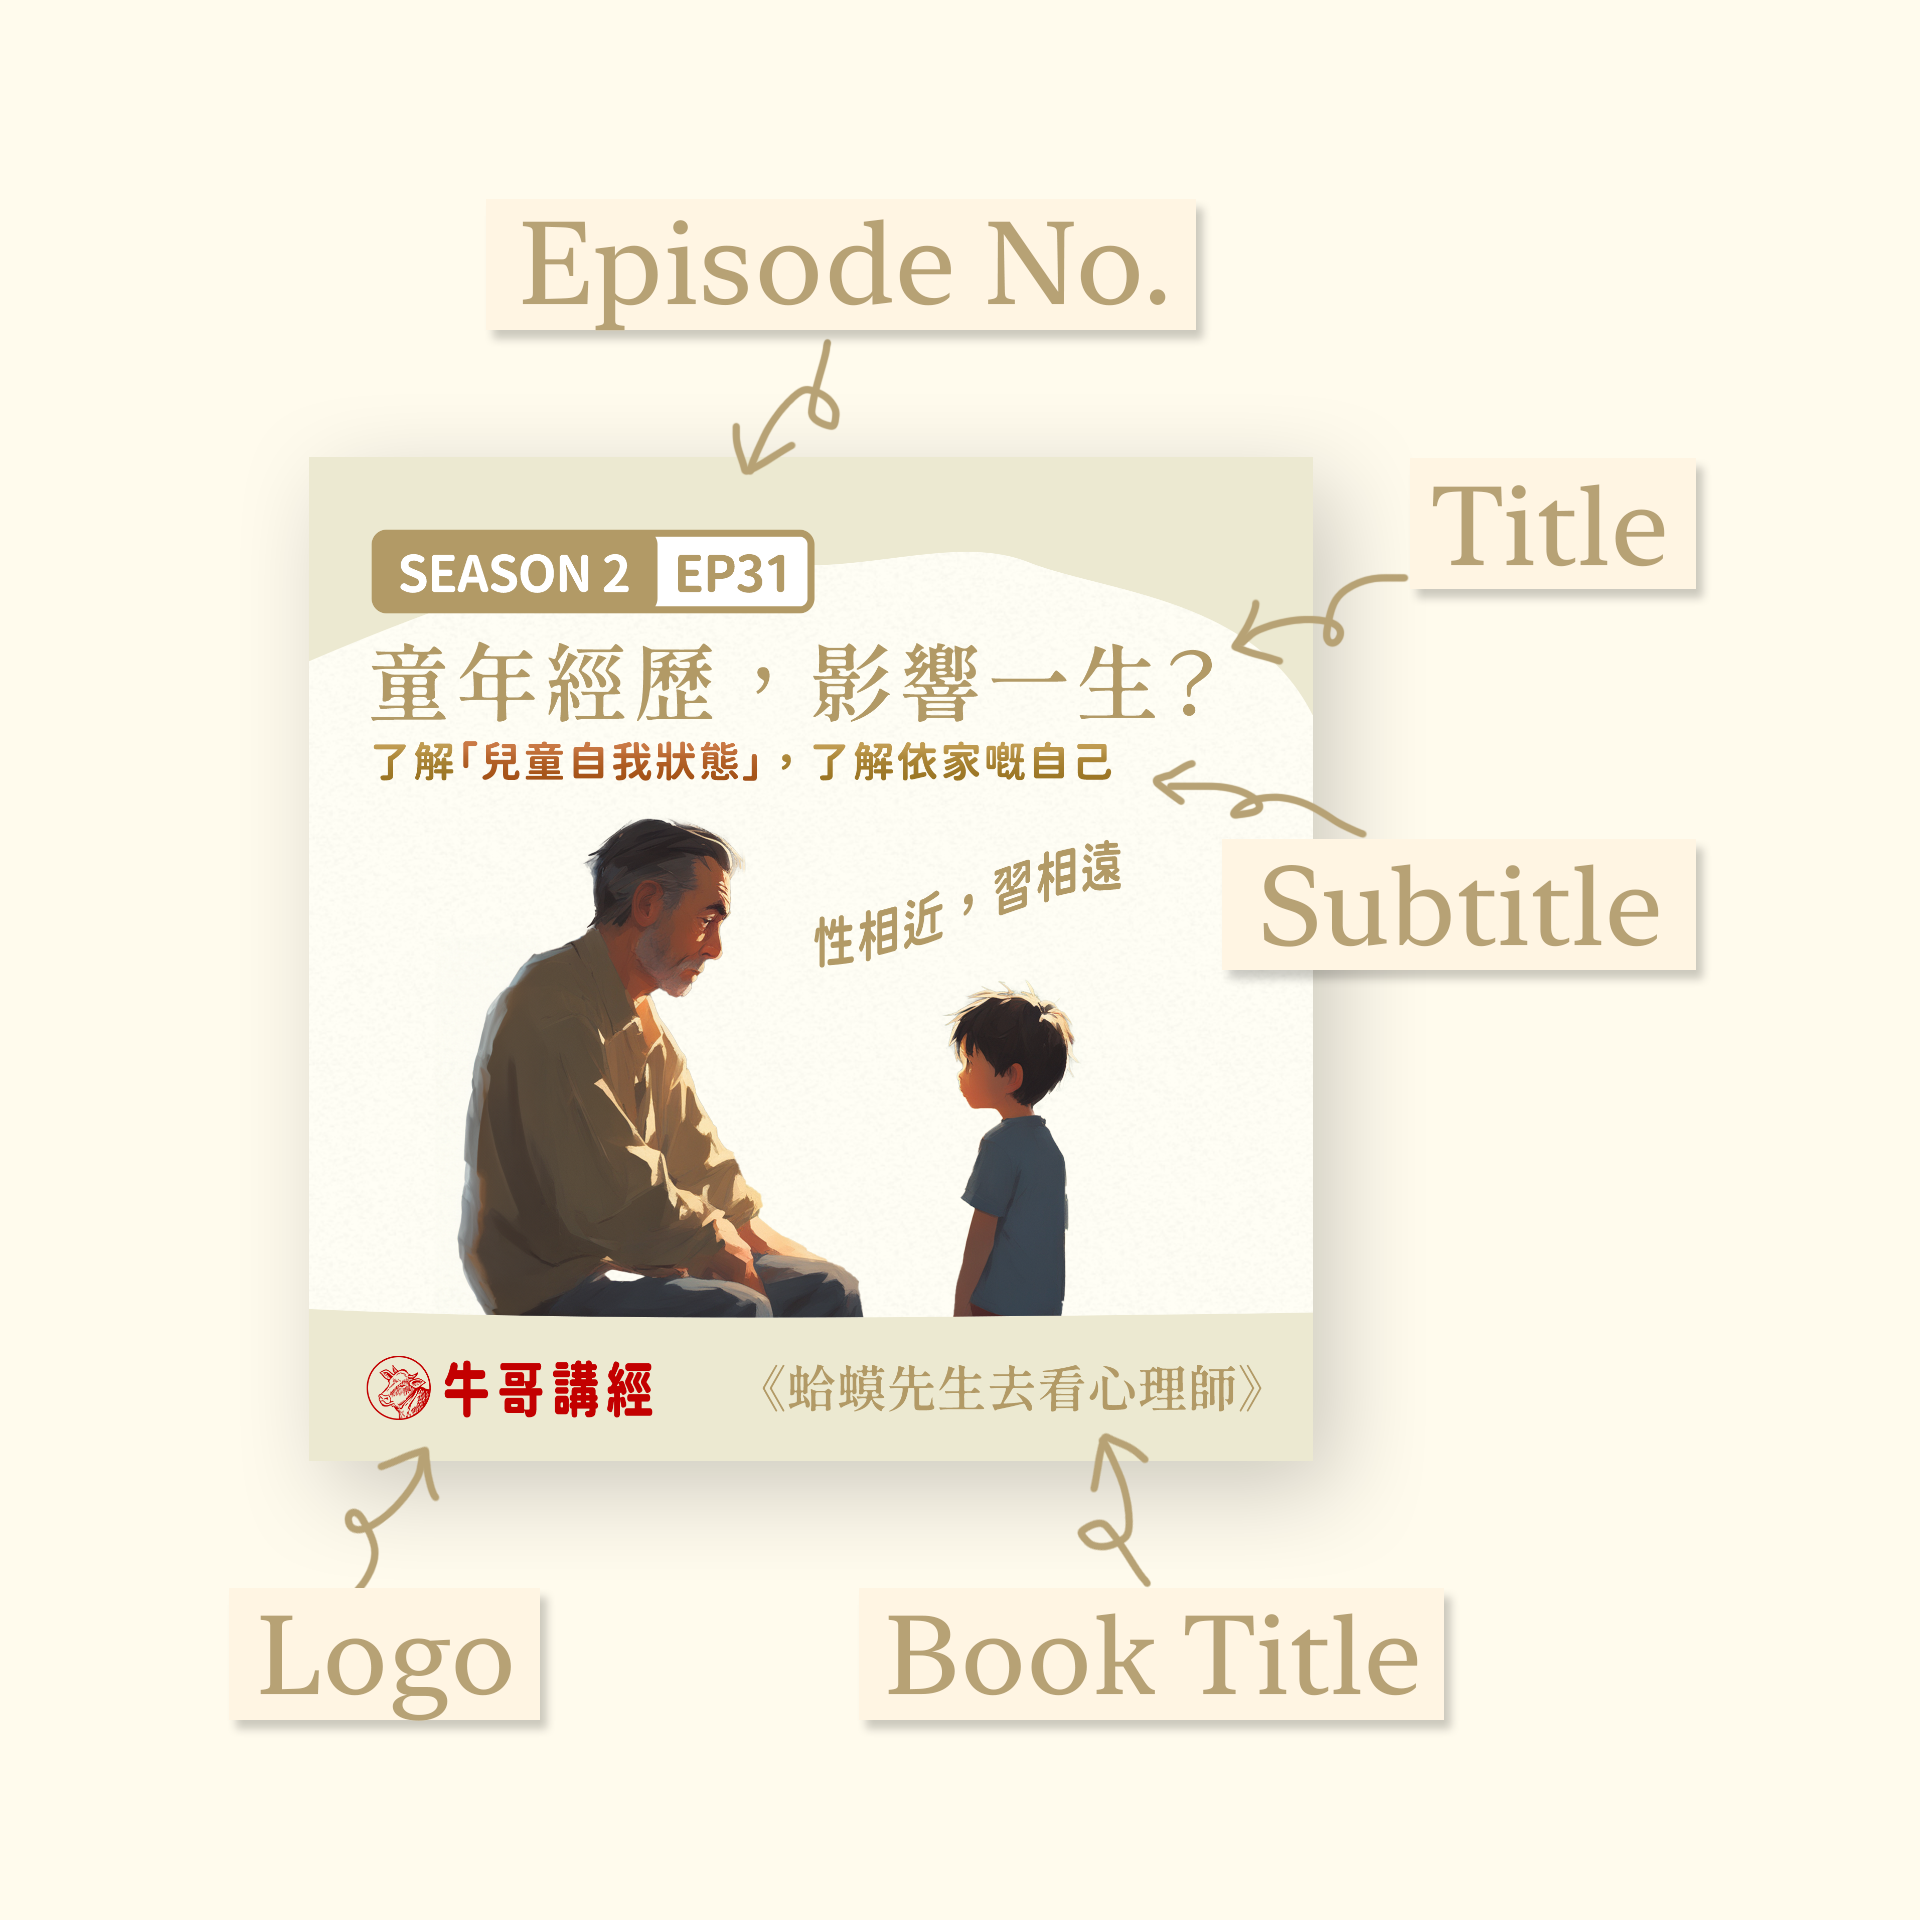 Episode No.
Title
SEASON 2 EP31
童年經歷，影響一生？
了解「兒童自我狀態」，了解依家嘅自己
Subtitle
性相近，習相遠
牛哥講經
《蛤蟆先生去看心理師》
Logo
Book Title